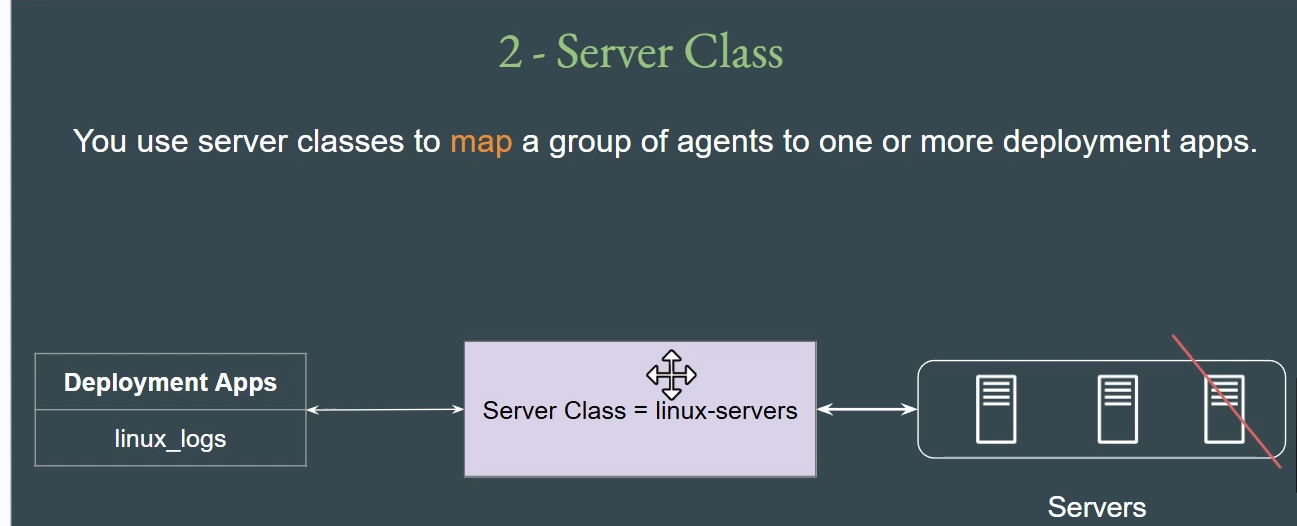 2 - Server Class
You use server classes to map a group of agents to one or more deployment apps.
Deployment Apps
linux_logs
Server Class = linux-servers
Servers